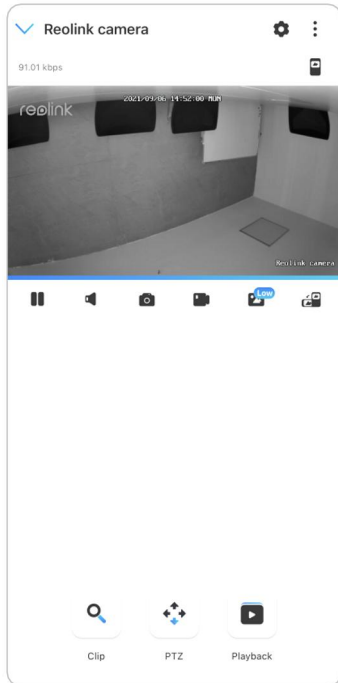 Reolink camera
91.01 kbps
2021/09/06 14:52:00 MON
reolink
Reolink camera
Low
Clip PTZ Playback